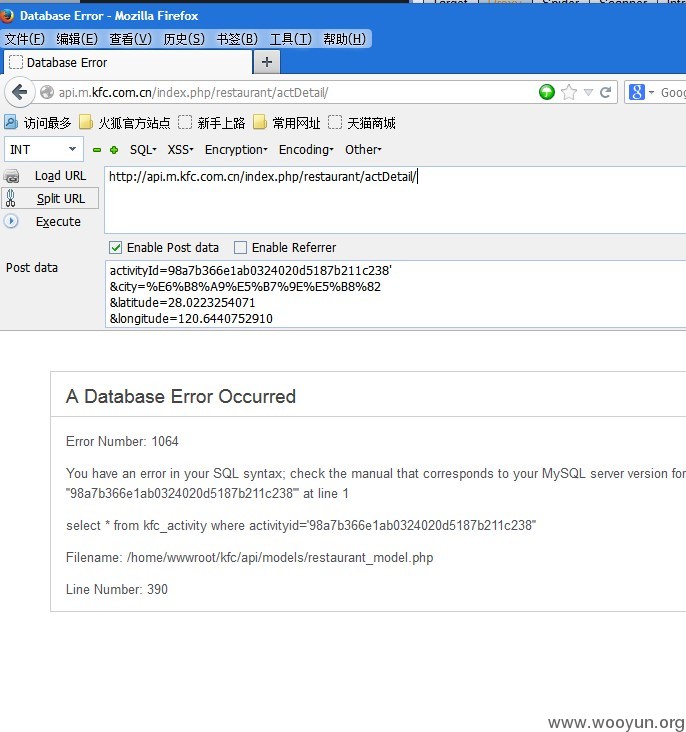 Database Error - Mozilla Firefox
文件(F) 编辑(E) 查看(V) 历史(S) 书签(B) 工具(T) 帮助(H)
Database Error
api.m.kfc.com.cn/index.php/restaurant/actDetail/
Goog
访问最多 火狐官方站点 新手上路 常用网址 天猫商城
INT SQL- XSS- Encryption- Encoding- Other-
Load URL http://api.m.kfc.com.cn/index.php/restaurant/actDetail/
Split URL
Execute
Enable Post data Enable Referrer
Post data
activityId=98a7b366e1ab0324020d5187b211c238'
&city=%E6%B8%A9%E5%B7%9E%E5%B8%82
&latitude=28.0223254071
&longitude=120.6440752910
A Database Error Occurred
Error Number: 1064
You have an error in your SQL syntax; check the manual that corresponds to your MySQL server version for
''98a7b366e1ab0324020d5187b211c238''' at line 1
select * from kfc_activity where activityid='98a7b366e1ab0324020d5187b211c238''
Filename: /home/wwwroot/kfc/api/models/restaurant_model.php
Line Number: 390
www.wooyun.org